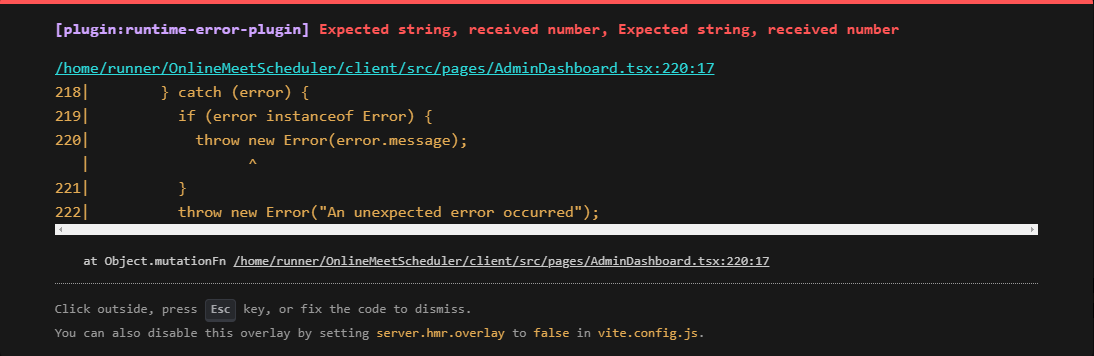 [plugin:runtime-error-plugin] Expected string, received number, Expected string, received number
/home/runner/OnlineMeetScheduler/client/src/pages/AdminDashboard.tsx:220:17
218|        } catch (error) {
219|          if (error instanceof Error) {
220|            throw new Error(error.message);
   |                  ^
221|          }
222|          throw new Error("An unexpected error occurred");
at Object.mutationFn /home/runner/OnlineMeetScheduler/client/src/pages/AdminDashboard.tsx:220:17
Click outside, press Esc key, or fix the code to dismiss.
You can also disable this overlay by setting server.hmr.overlay to false in vite.config.js.